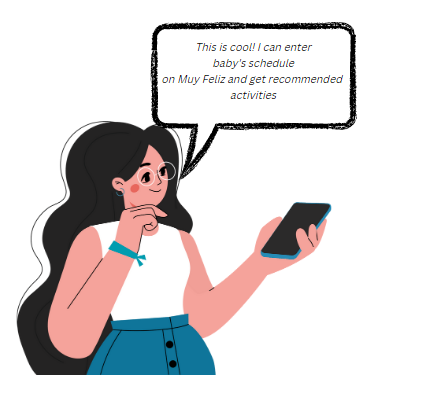 This is cool! I can enter
baby's schedule
on Muy Feliz and get recommended
activities